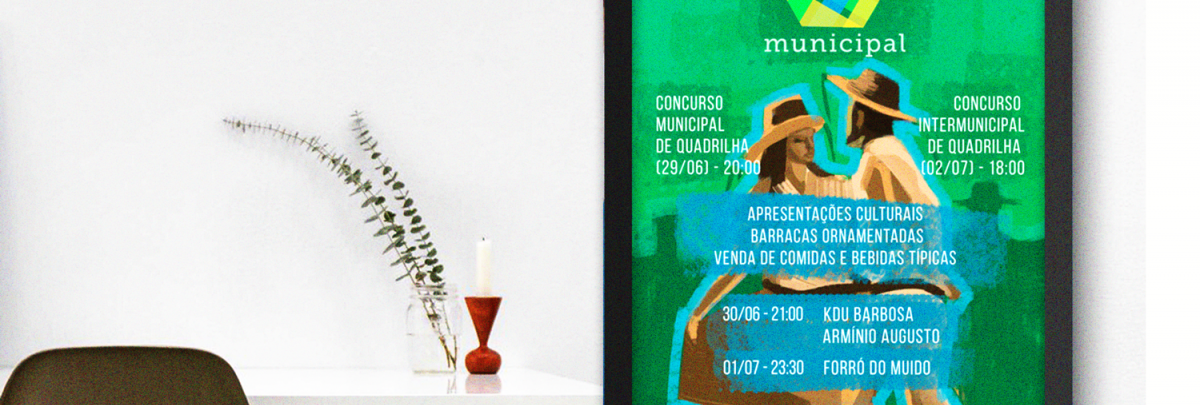 municipal
CONCURSO
MUNICIPAL
DE QUADRILHA
(29/06) - 20:00
CONCURSO
INTERMUNICIPAL
DE QUADRILHA
(02/07) - 18:00
APRESENTAÇÕES CULTURAIS
BARRACAS ORNAMENTADAS
VENDA DE COMIDAS E BEBIDAS TÍPICAS
30/06 - 21:00 KDU BARBOSA
ARMÍNIO AUGUSTO
01/07 - 23:30 FORRÓ DO MUIDO